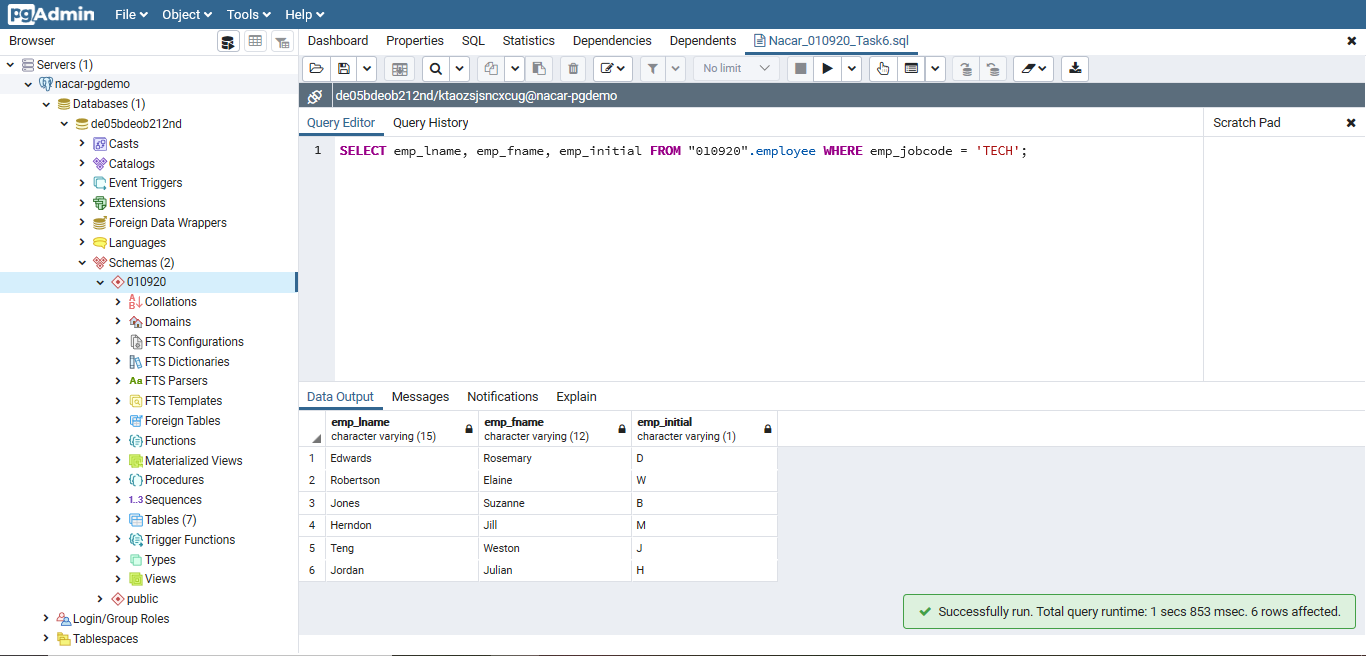 pgAdmin File Object Tools Help
Browser
Dashboard Properties SQL Statistics Dependencies Dependents Nacar_010920_Task6.sql
No limit
de05bdeob212nd/ktaozsjsncxcug@nacar-pgdemo
Servers (1)
nacar-pgdemo
Databases (1)
de05bdeob212nd
Casts
Catalogs
Event Triggers
Extensions
Foreign Data Wrappers
Languages
Schemas (2)
010920
Collations
Domains
FTS Configurations
FTS Dictionaries
Aa FTS Parsers
FTS Templates
Foreign Tables
Functions
Materialized Views
Procedures
1..3 Sequences
Tables (7)
Trigger Functions
Types
Views
public
Login/Group Roles
Tablespaces
Query Editor Query History
Scratch Pad
1 SELECT emp_lname, emp_fname, emp_initial FROM "010920".employee WHERE emp_jobcode = 'TECH';
Data Output Messages Notifications Explain
emp_lname emp_fname emp_initial
character varying (15) character varying (12) character varying (1)
1 Edwards Rosemary D
2 Robertson Elaine W
3 Jones Suzanne B
4 Herndon Jill M
5 Teng Weston J
6 Jordan Julian H
Successfully run. Total query runtime: 1 secs 853 msec. 6 rows affected.